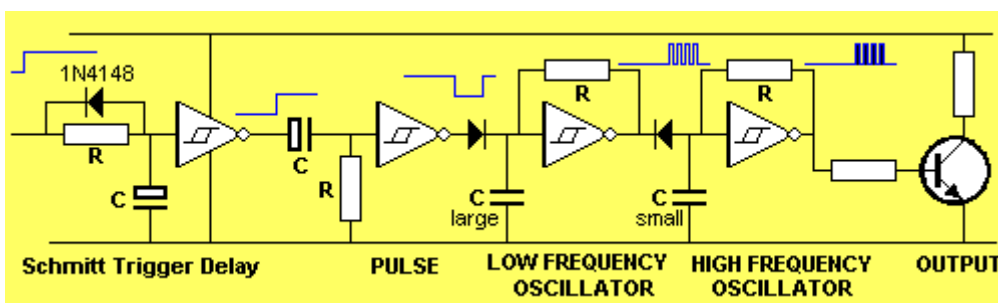 1N4148
R
C
C
R
R
C
large
R
C
small
Schmitt Trigger Delay
PULSE
LOW FREQUENCY
OSCILLATOR
HIGH FREQUENCY
OSCILLATOR
OUTPUT